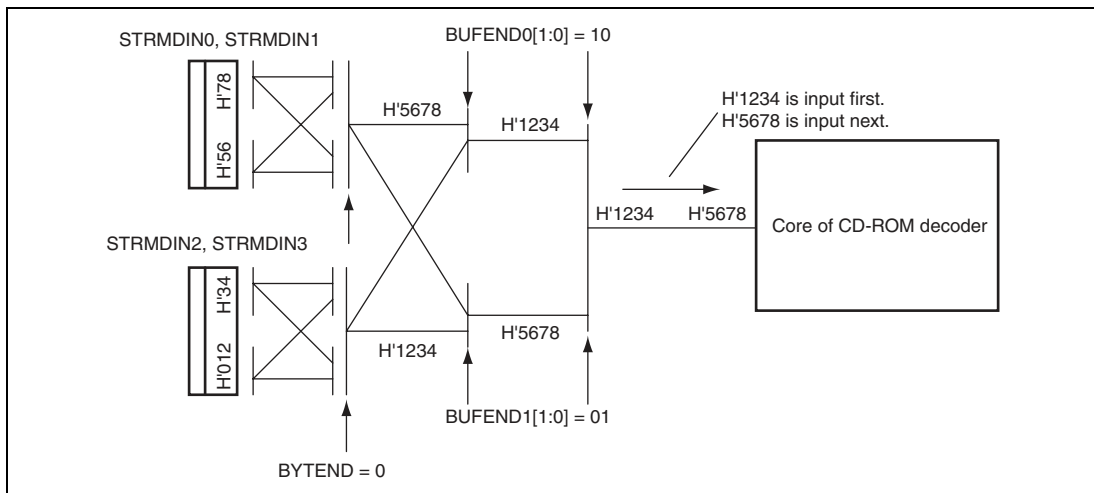 BUFEND0[1:0] = 10
STRMDIN0, STRMDIN1
H'78
H'56
H'5678
H'1234
H'1234 is input first.
H'5678 is input next.
H'1234
H'5678
Core of CD-ROM decoder
STRMDIN2, STRMDIN3
H'34
H'012
H'1234
H'5678
BUFEND1[1:0] = 01
BYTEND = 0